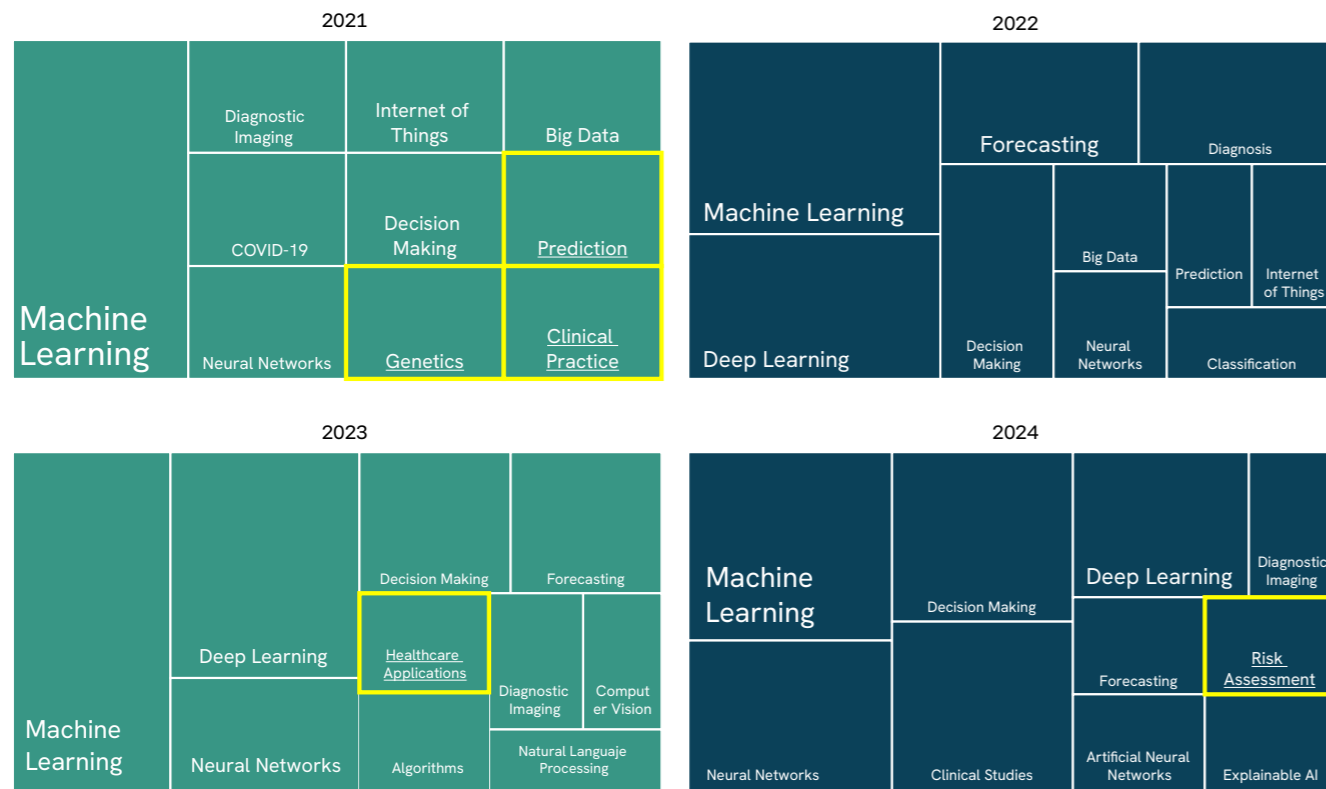 2021
Diagnostic
Imaging
Internet of
Things
Big Data
COVID-19
Decision
Making
Prediction
Machine
Learning
Neural Networks
Genetics
Clinical
Practice
2022
Forecasting
Diagnosis
Machine Learning
Big Data
Prediction
Internet
of Things
Deep Learning
Decision
Making
Neural
Networks
Classification
2023
Decision Making
Forecasting
Deep Learning
Healthcare
Applications
Diagnostic
Imaging
Comput
er Vision
Machine
Learning
Neural Networks
Algorithms
Natural Languaje
Processing
2024
Machine
Learning
Decision Making
Deep Learning
Diagnostic
Imaging
Forecasting
Risk
Assessment
Neural Networks
Clinical Studies
Artificial Neural
Networks
Explainable AI